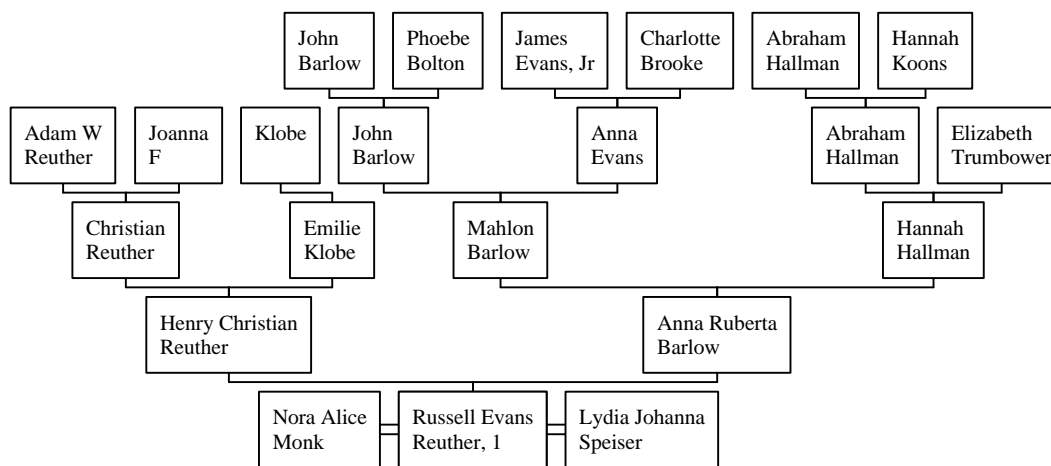 John
Barlow
Phoebe
Bolton
James
Evans, Jr
Charlotte
Brooke
Abraham
Hallman
Hannah
Koons
Adam W
Reuther
Joanna
F
Klobe
John
Barlow
Anna
Evans
Abraham
Hallman
Elizabeth
Trumbower
Christian
Reuther
Emilie
Klobe
Mahlon
Barlow
Hannah
Hallman
Henry Christian
Reuther
Anna Ruberta
Barlow
Nora Alice
Monk
Russell Evans
Reuther, 1
Lydia Johanna
Speiser